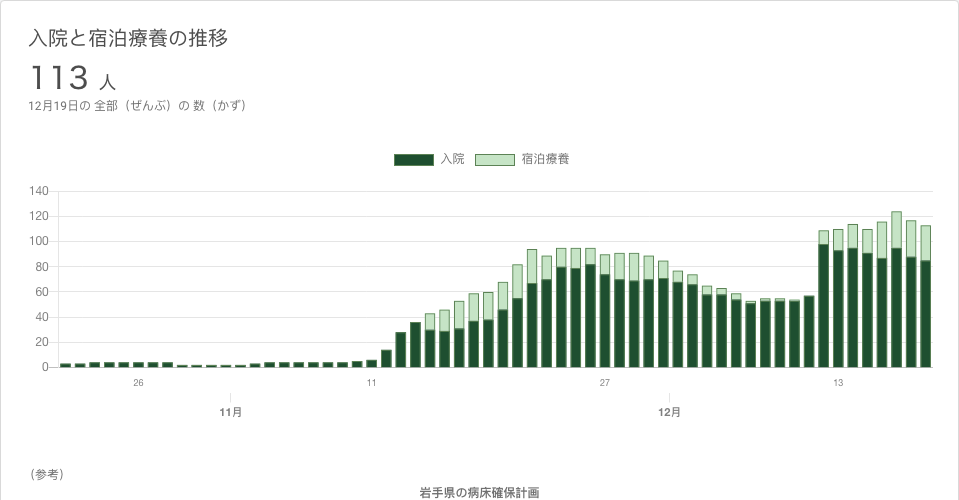 入院と宿泊療養の推移
113 人
12月19日の 全部（ぜんぶ）の 数（かず）
入院 宿泊療養
140
120
100
80
60
40
20
0
26 11 27 13
11月 12月
（参考）
岩手県の病床確保計画